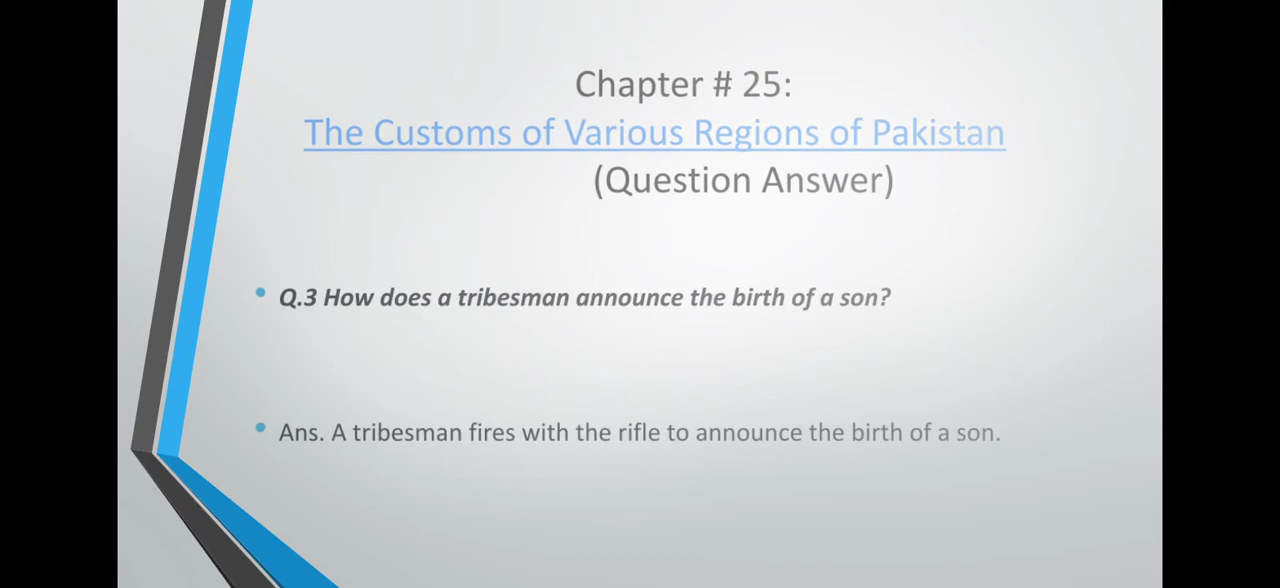 Chapter # 25:
The Customs of Various Regions of Pakistan
(Question Answer)
• Q.3 How does a tribesman announce the birth of a son?
• Ans. A tribesman fires with the rifle to announce the birth of a son.